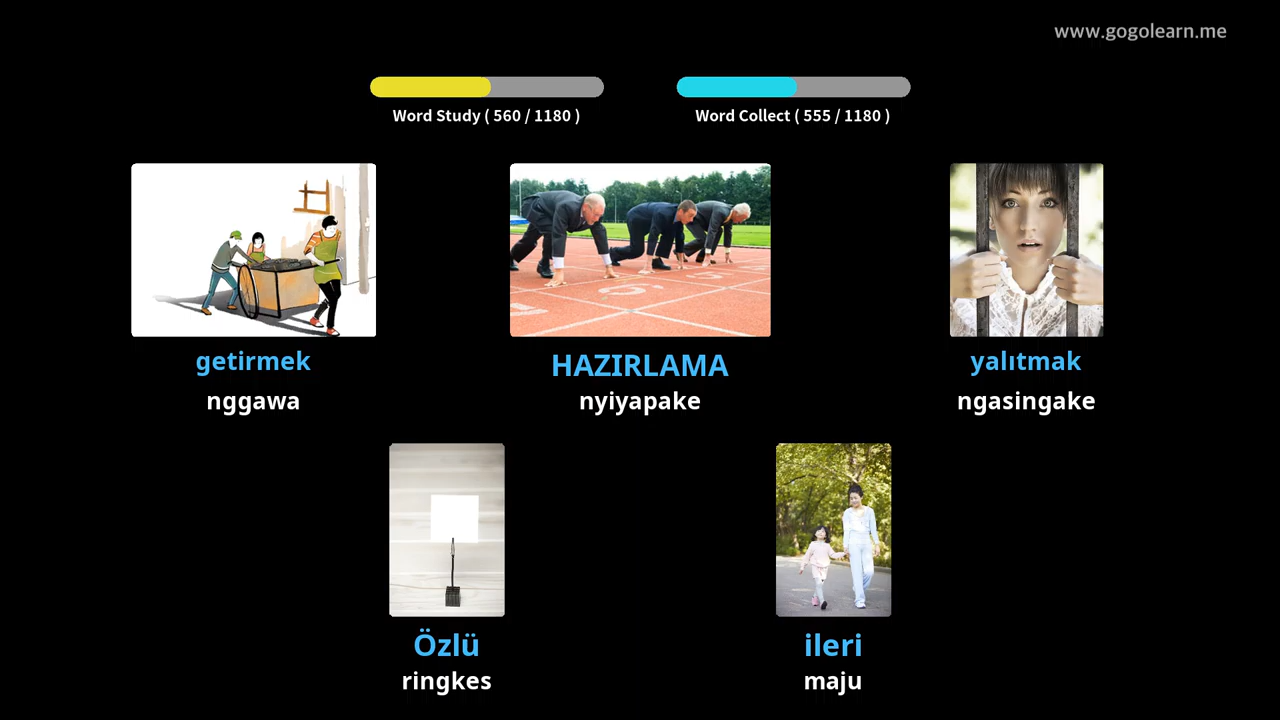 www.gogolearn.me
Word Study ( 560 / 1180 )
Word Collect ( 555 / 1180 )
getirmek
nggawa
HAZIRLAMA
nyiyapake
yalıtmak
ngasingake
Özlü
ringkes
ileri
maju